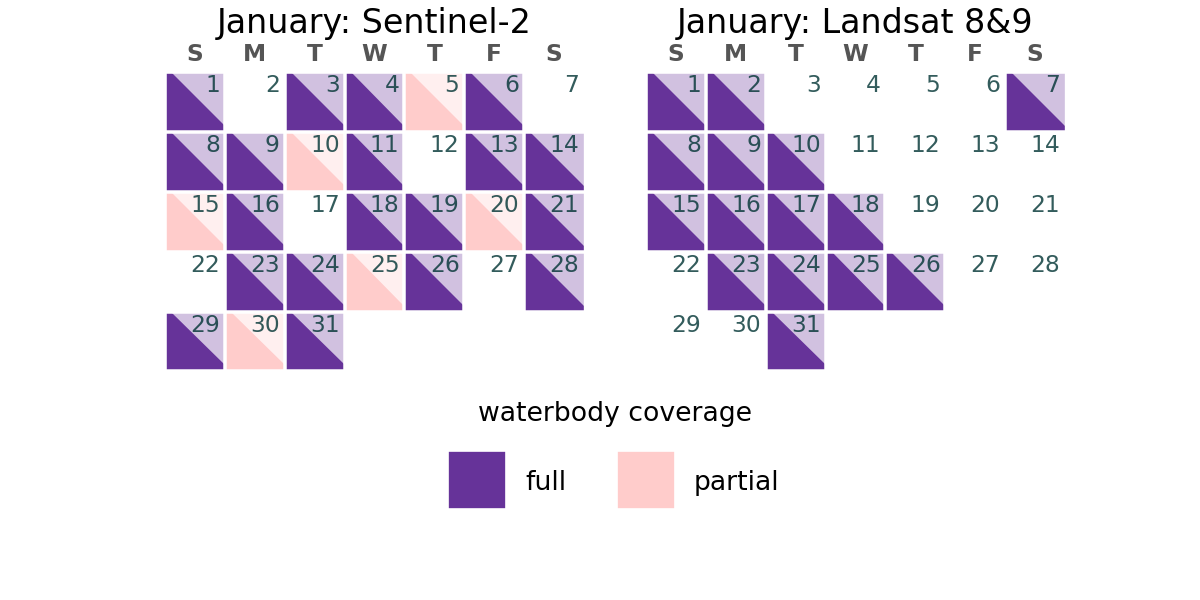 January: Sentinel-2
S M T W T F S
1 2 3 4 5 6 7
8 9 10 11 12 13 14
15 16 17 18 19 20 21
22 23 24 25 26 27 28
29 30 31
January: Landsat 8&9
S M T W T F S
1 2 3 4 5 6 7
8 9 10 11 12 13 14
15 16 17 18 19 20 21
22 23 24 25 26 27 28
29 30 31
waterbody coverage
full
partial